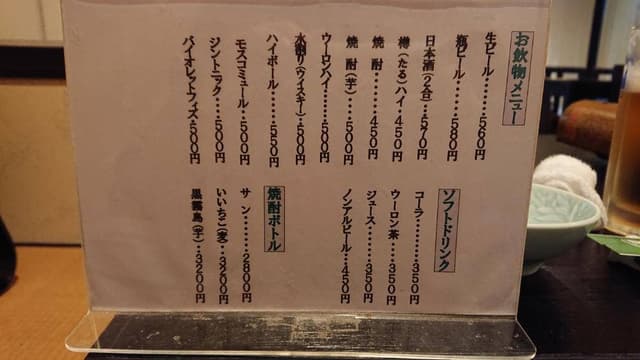 お飲物メニュー
生ビール・・・・・560円
瓶ビール・・・・・580円
日本酒(2合)・・570円
樽(たる)ハイ・450円
焼酎・・・・・・450円
焼酎(芋)・・・500円
ウーロンハイ・・・500円
水割り(ウィスキー)・・500円
ハイボール・・・・550円
モスコミュール・・500円
ジントニック・・・500円
バイオレットフィズ・500円
ソフトドリンク
コーラ・・・・・・350円
ウーロン茶・・・350円
ジュース・・・・・350円
ノンアルビール・・450円
焼酎ボトル
サン・・・・・・2800円
いいちこ(麦)・・3200円
黒霧島(芋)・・3200円